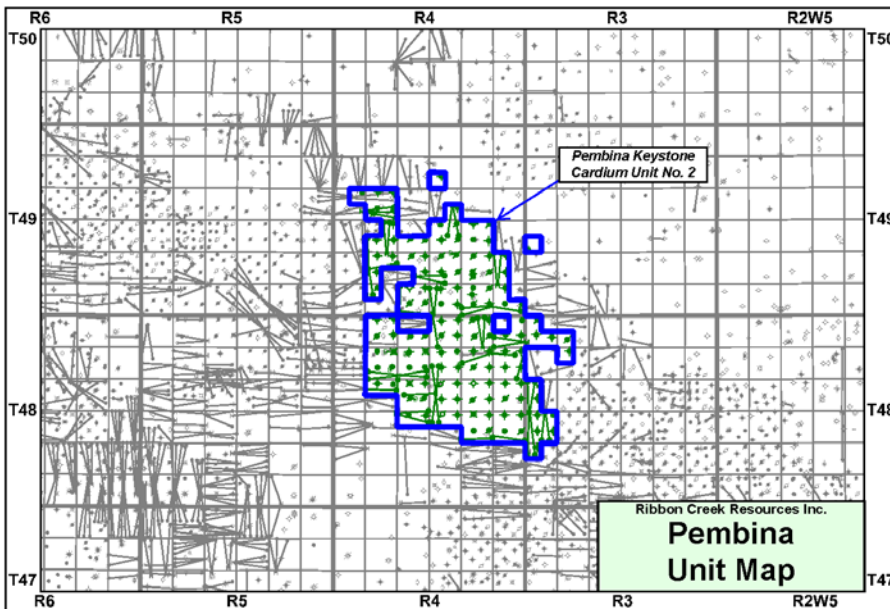 R6 R5 R4 R3 R2W5
T50 T50
Pembina Keystone
Cardium Unit No. 2
T49 T49
T48 T48
Ribbon Creek Resources Inc.
Pembina
Unit Map
T47 T47
R6 R5 R4 R3 R2W5